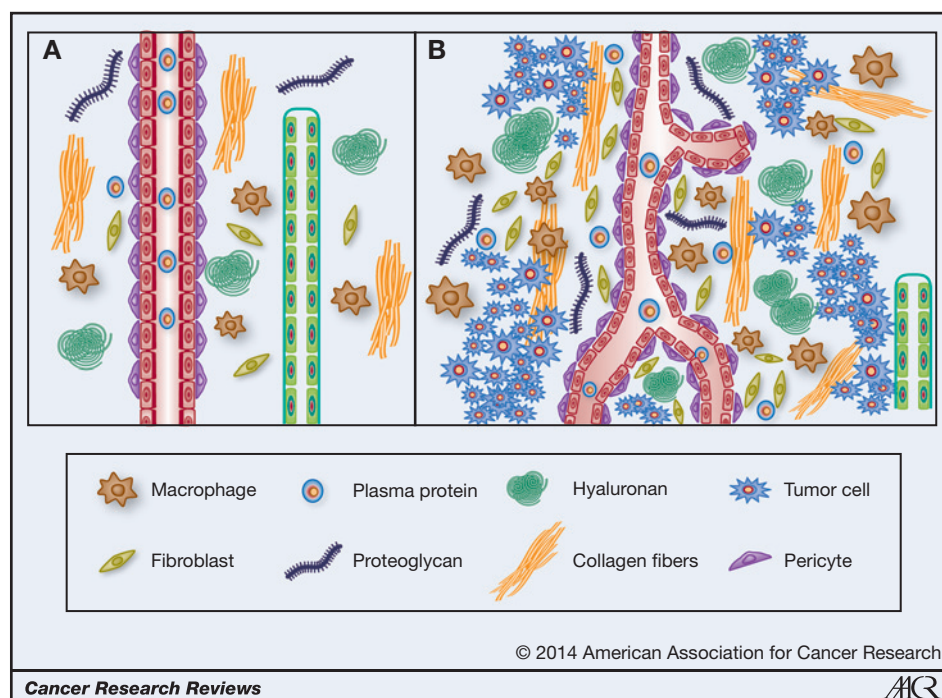 A
B
Macrophage
Plasma protein
Hyaluronan
Tumor cell
Fibroblast
Proteoglycan
Collagen fibers
Pericyte
© 2014 American Association for Cancer Research
Cancer Research Reviews
AACR